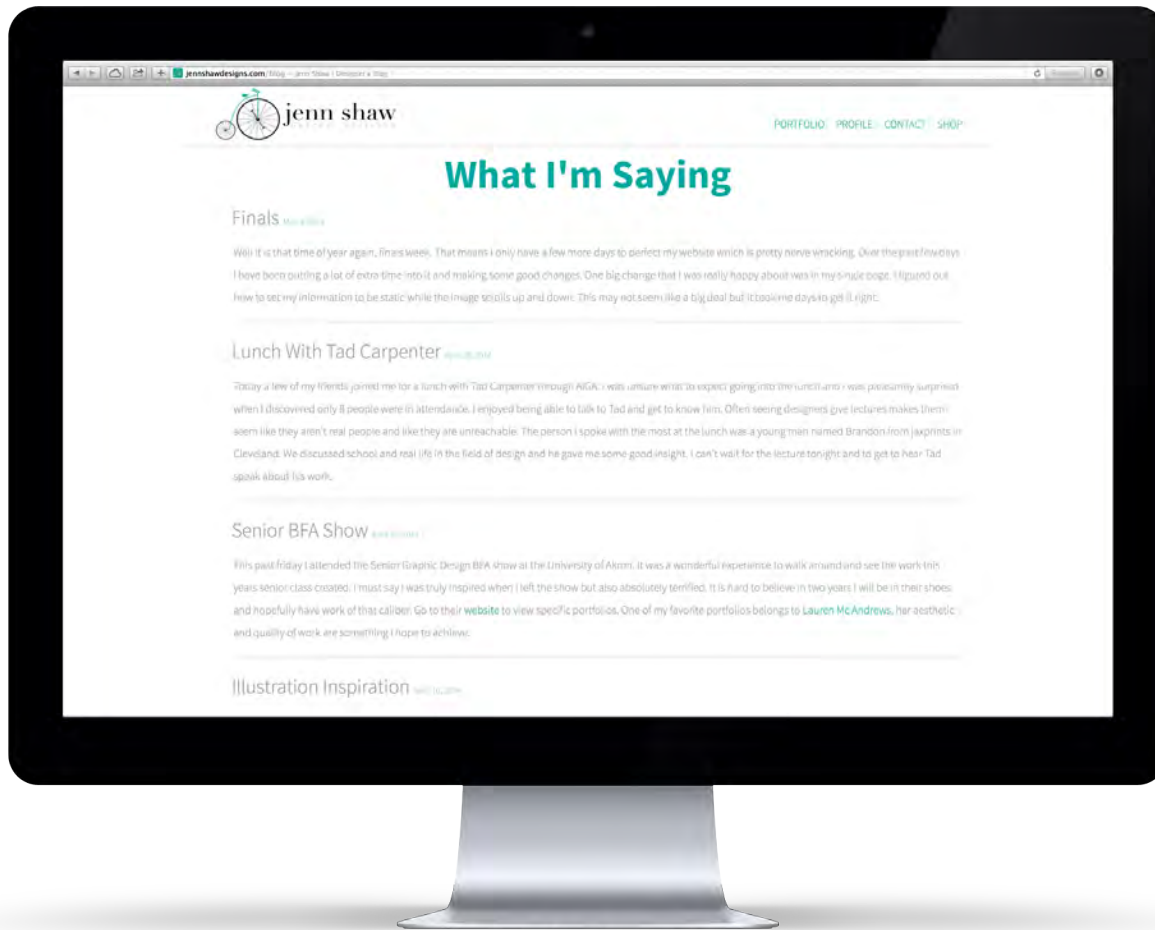 jennshawdesigns.com/blog
jenn shaw
PORTFOLIO PROFILE CONTACT SHOP
What I'm Saying
Finals
Well it is that time of year again, finals week. That means I only have a few more days to perfect my website which is pretty nerve wracking. Over the past few days
I have been putting a lot of extra time into it and making some good changes. One big change that I was really happy about was in my single page. I figured out
how to set my information to be static while the image scrolls up and down. This may not seem like a big deal but it took me days to get it right.
Lunch With Tad Carpenter
Today a few of my friends joined me for a lunch with Tad Carpenter through AIGA. I was unsure what to expect going into the lunch and I was pleasantly surprised
when I discovered only 8 people were in attendance. I enjoyed being able to talk to Tad and get to know him. Often seeing designers give lectures makes them
seem like they aren't real people and like they are unreachable. The person I spoke with the most at the lunch was a young man named Brandon from jaxprints in
Cleveland. We discussed school and real life in the field of design and he gave me some good insight. I can't wait for the lecture tonight and to get to hear Tad
speak about his work.
Senior BFA Show
This past friday I attended the Senior Graphic Design BFA show at the University of Akron. It was a wonderful experience to walk around and see the work this
years senior class created. I must say I was truly inspired when I left the show but also absolutely terrified. It is hard to believe in two years I will be in their shoes
and hopefully have work of that caliber. Go to their website to view specific portfolios. One of my favorite portfolios belongs to Lauren McAndrews, her aesthetic
and quality of work are something I hope to achieve.
Illustration Inspiration